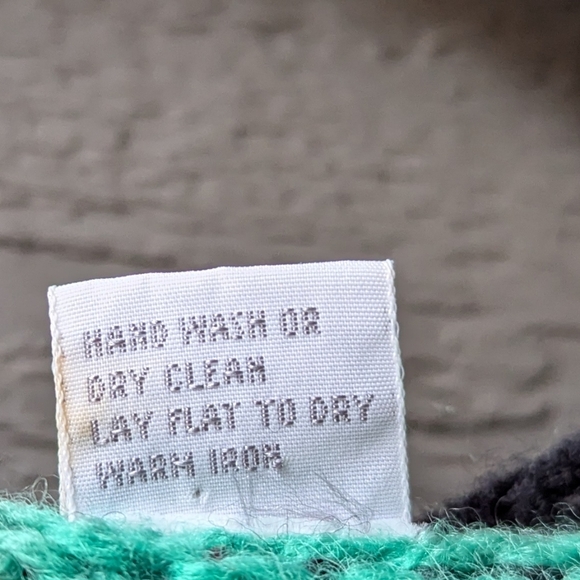 HAND WASH OR
DRY CLEAN
LAY FLAT TO DRY
WARM IRON